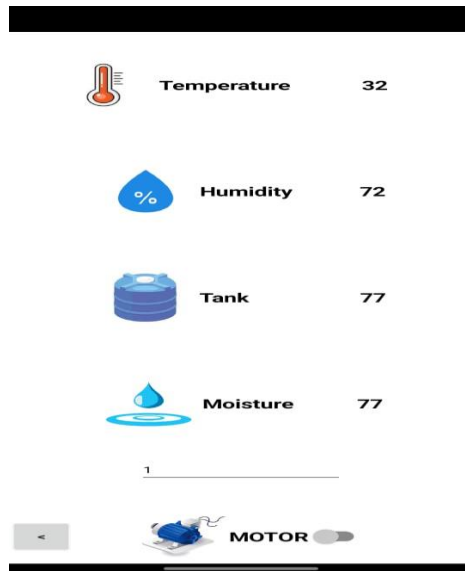 Temperature 32
% Humidity 72
Tank 77
Moisture 77
1
< MOTOR